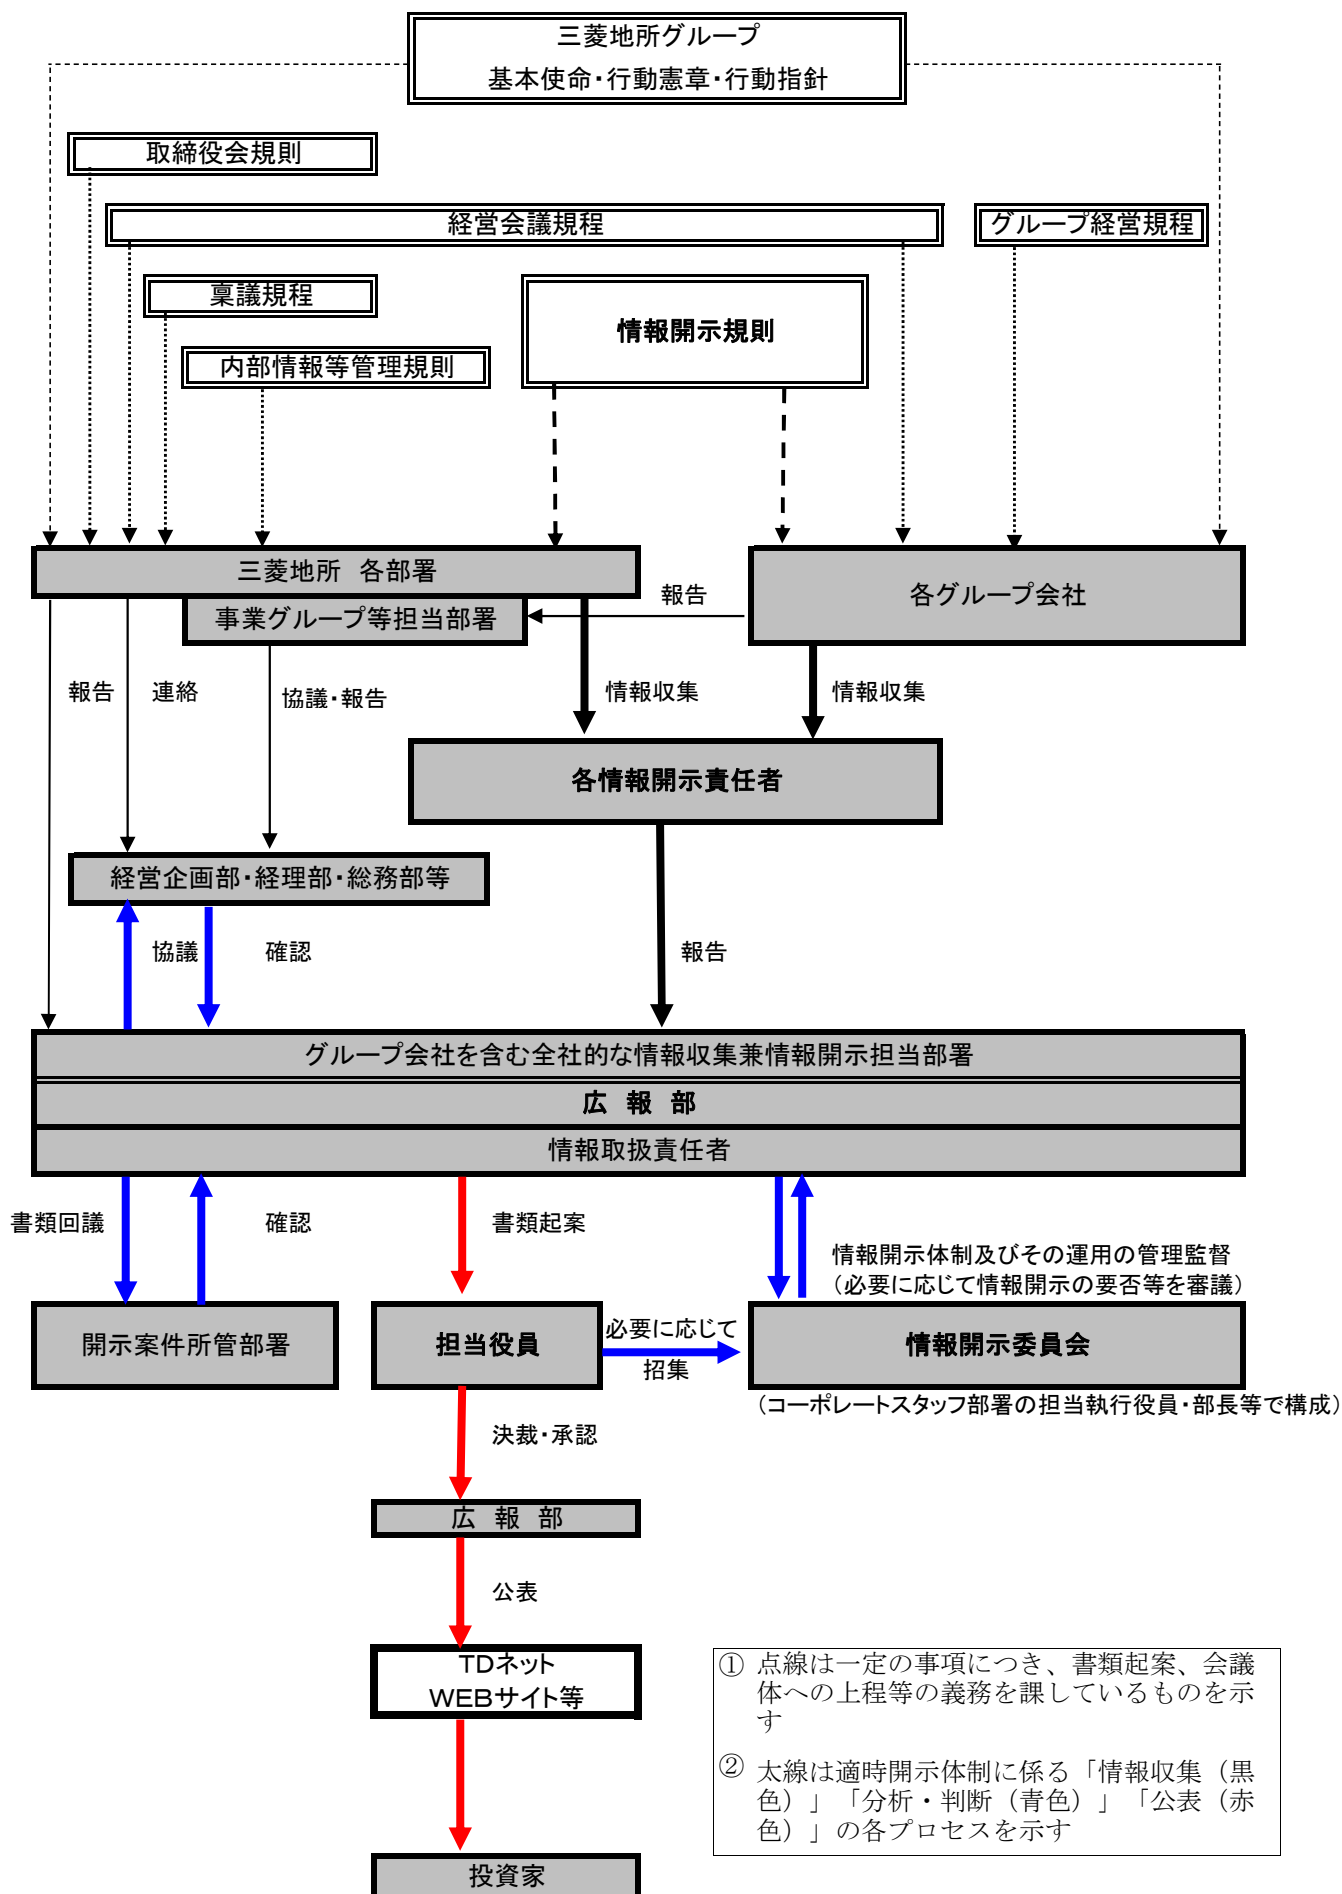 三菱地所グループ
基本使命・行動憲章・行動指針
取締役会規則
経営会議規程
グループ経営規程
稟議規程
情報開示規則
内部情報等管理規則
三菱地所　各部署
各グループ会社
報告
事業グループ等担当部署
報告
連絡
協議・報告
情報収集
情報収集
各情報開示責任者
経営企画部・経理部・総務部等
協議
確認
報告
グループ会社を含む全社的な情報収集兼情報開示担当部署
広　報　部
情報取扱責任者
書類回議
確認
書類起案
情報開示体制及びその運用の管理監督
（必要に応じて情報開示の要否等を審議）
開示案件所管部署
担当役員
必要に応じて
招集
情報開示委員会
（コーポレートスタッフ部署の担当執行役員・部長等で構成）
決裁・承認
広　報　部
公表
TDネット
WEBサイト等
① 点線は一定の事項につき、書類起案、会議
体への上程等の義務を課しているものを示
す
② 太線は適時開示体制に係る「情報収集（黒
色）」「分析・判断（青色）」「公表（赤
色）」の各プロセスを示す
投資家